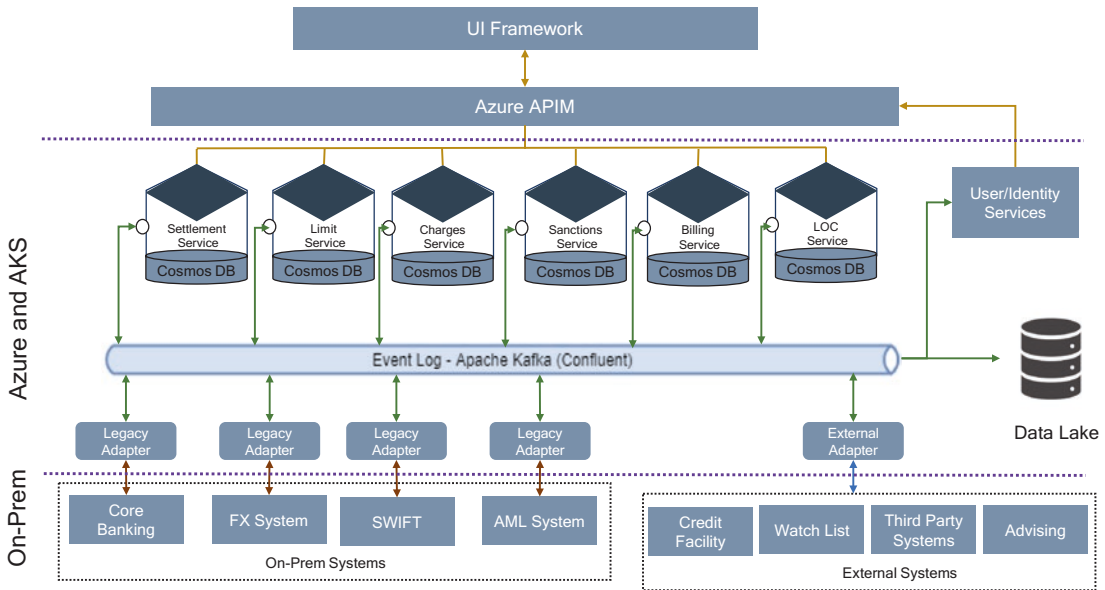 UI Framework
Azure APIM
Azure and AKS
Settlement
Service
Cosmos DB
Limit
Service
Cosmos DB
Charges
Service
Cosmos DB
Sanctions
Service
Cosmos DB
Billing
Service
Cosmos DB
LOC
Service
Cosmos DB
User/Identity
Services
Event Log - Apache Kafka (Confluent)
Data Lake
Legacy
Adapter
Legacy
Adapter
Legacy
Adapter
Legacy
Adapter
External
Adapter
On-Prem
Core
Banking
FX System
SWIFT
AML System
On-Prem Systems
Credit
Facility
Watch List
Third Party
Systems
Advising
External Systems